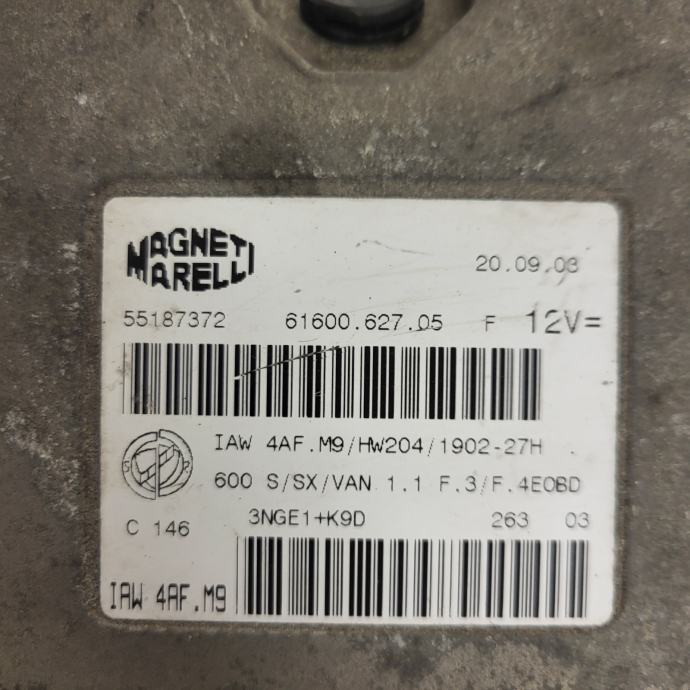 MAGNETI
MARELLI
20.09.03
55187372 61600.627.05 F 12V=
IAW 4AF.M9/HW204/1902-27H
600 S/SX/VAN 1.1 F.3/F.4EOBD
C 146 3NGE1+K9D 263 03
IAW 4AF.M9